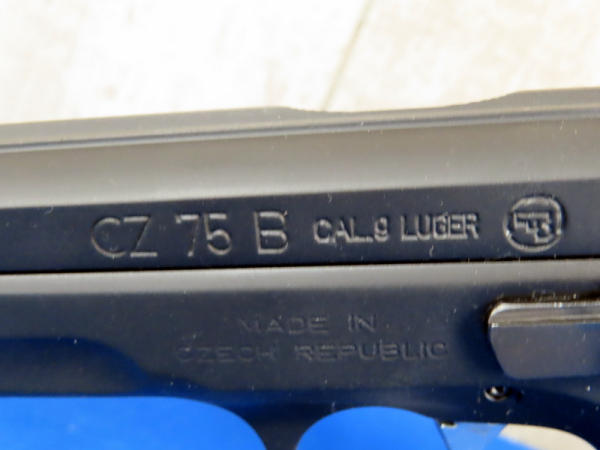 CZ 75 B CAL.9 LUGER
MADE IN
CZECH REPUBLIC